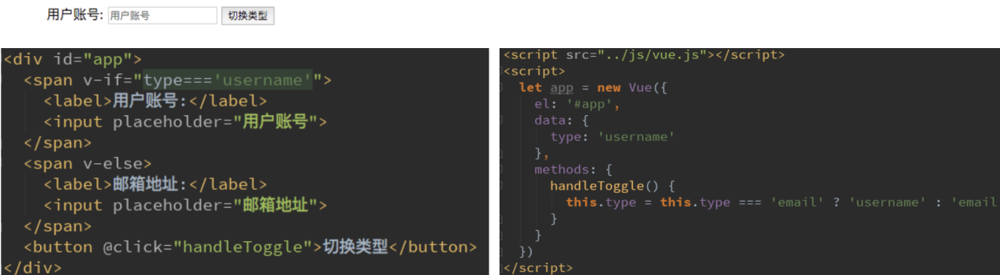 用户账号: 用户账号 切换类型
<div id="app">
  <span v-if="type==='username'">
    <label>用户账号:</label>
    <input placeholder="用户账号">
  </span>
  <span v-else>
    <label>邮箱地址:</label>
    <input placeholder="邮箱地址">
  </span>
  <button @click="handleToggle">切换类型</button>
</div>
<script src="../js/vue.js"></script>
<script>
  let app = new Vue({
    el: '#app',
    data: {
      type: 'username'
    },
    methods: {
      handleToggle() {
        this.type = this.type === 'email' ? 'username' : 'email
      }
    }
  })
</script>